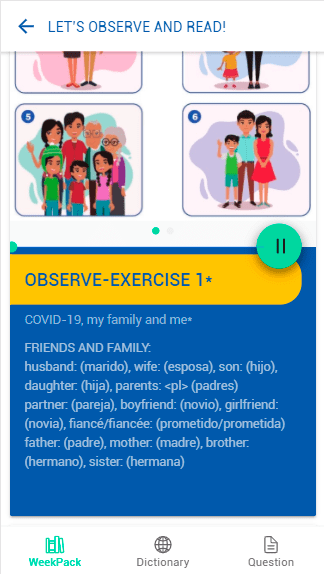 LET'S OBSERVE AND READ!
5
6
OBSERVE-EXERCISE 1*
COVID-19, my family and me*
FRIENDS AND FAMILY:
husband: (marido), wife: (esposa), son: (hijo),
daughter: (hija), parents: <pl> (padres)
partner: (pareja), boyfriend: (novio), girlfriend:
(novia), fiancé/fiancée: (prometido/prometida)
father: (padre), mother: (madre), brother:
(hermano), sister: (hermana)
WeekPack
Dictionary
Question